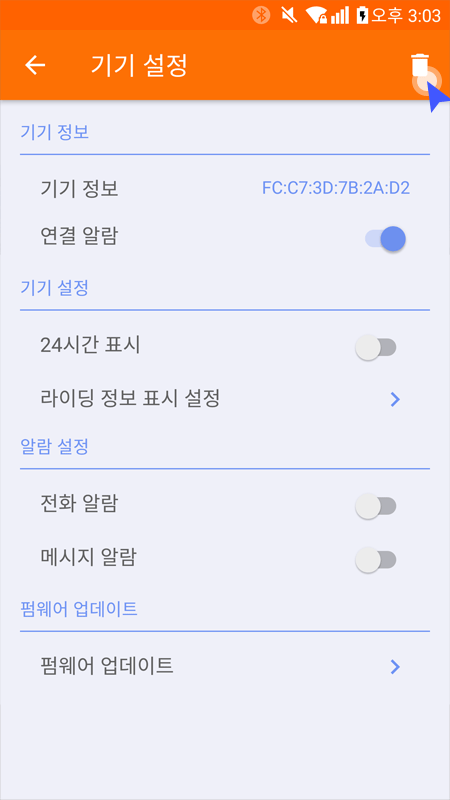 오후 3:03
기기 설정
기기 정보
기기 정보 FC:C7:3D:7B:2A:D2
연결 알람
기기 설정
24시간 표시
라이딩 정보 표시 설정
알람 설정
전화 알람
메시지 알람
펌웨어 업데이트
펌웨어 업데이트